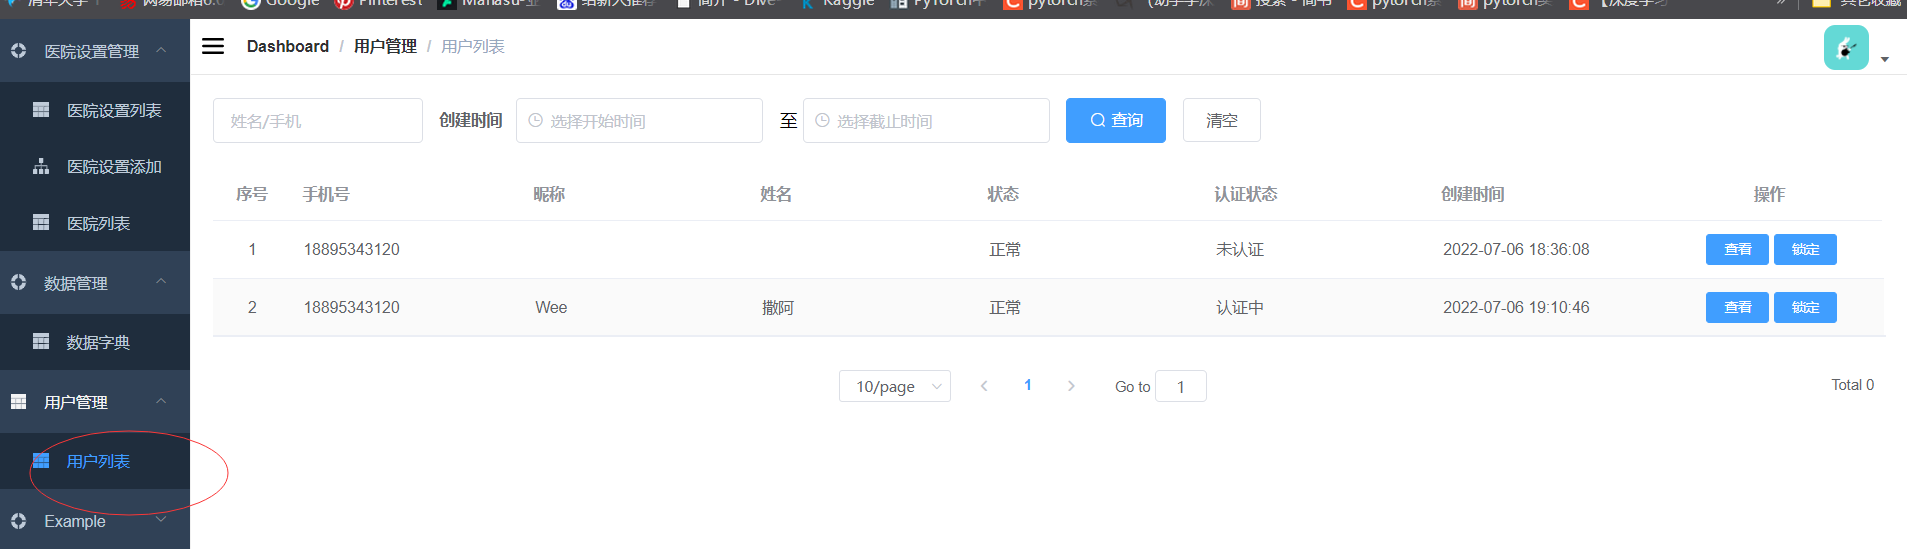 Google Pinterest Kaggle
医院设置管理
医院设置列表
医院设置添加
医院列表
数据管理
数据字典
用户管理
用户列表
Example
Dashboard / 用户管理 / 用户列表
姓名/手机 创建时间 选择开始时间 至 选择截止时间 查询 清空
序号 手机号 昵称 姓名 状态 认证状态 创建时间 操作
1 18895343120 正常 未认证 2022-07-06 18:36:08 查看 锁定
2 18895343120 Wee 撒阿 正常 认证中 2022-07-06 19:10:46 查看 锁定
10/page 1 Go to 1 Total 0